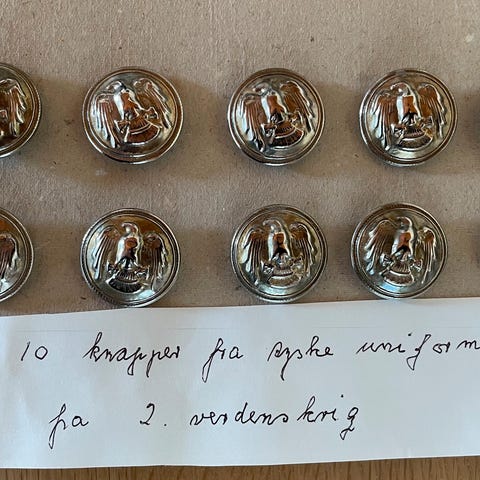 10 knapper fra tyske uniform
fra 2. verdenskrig